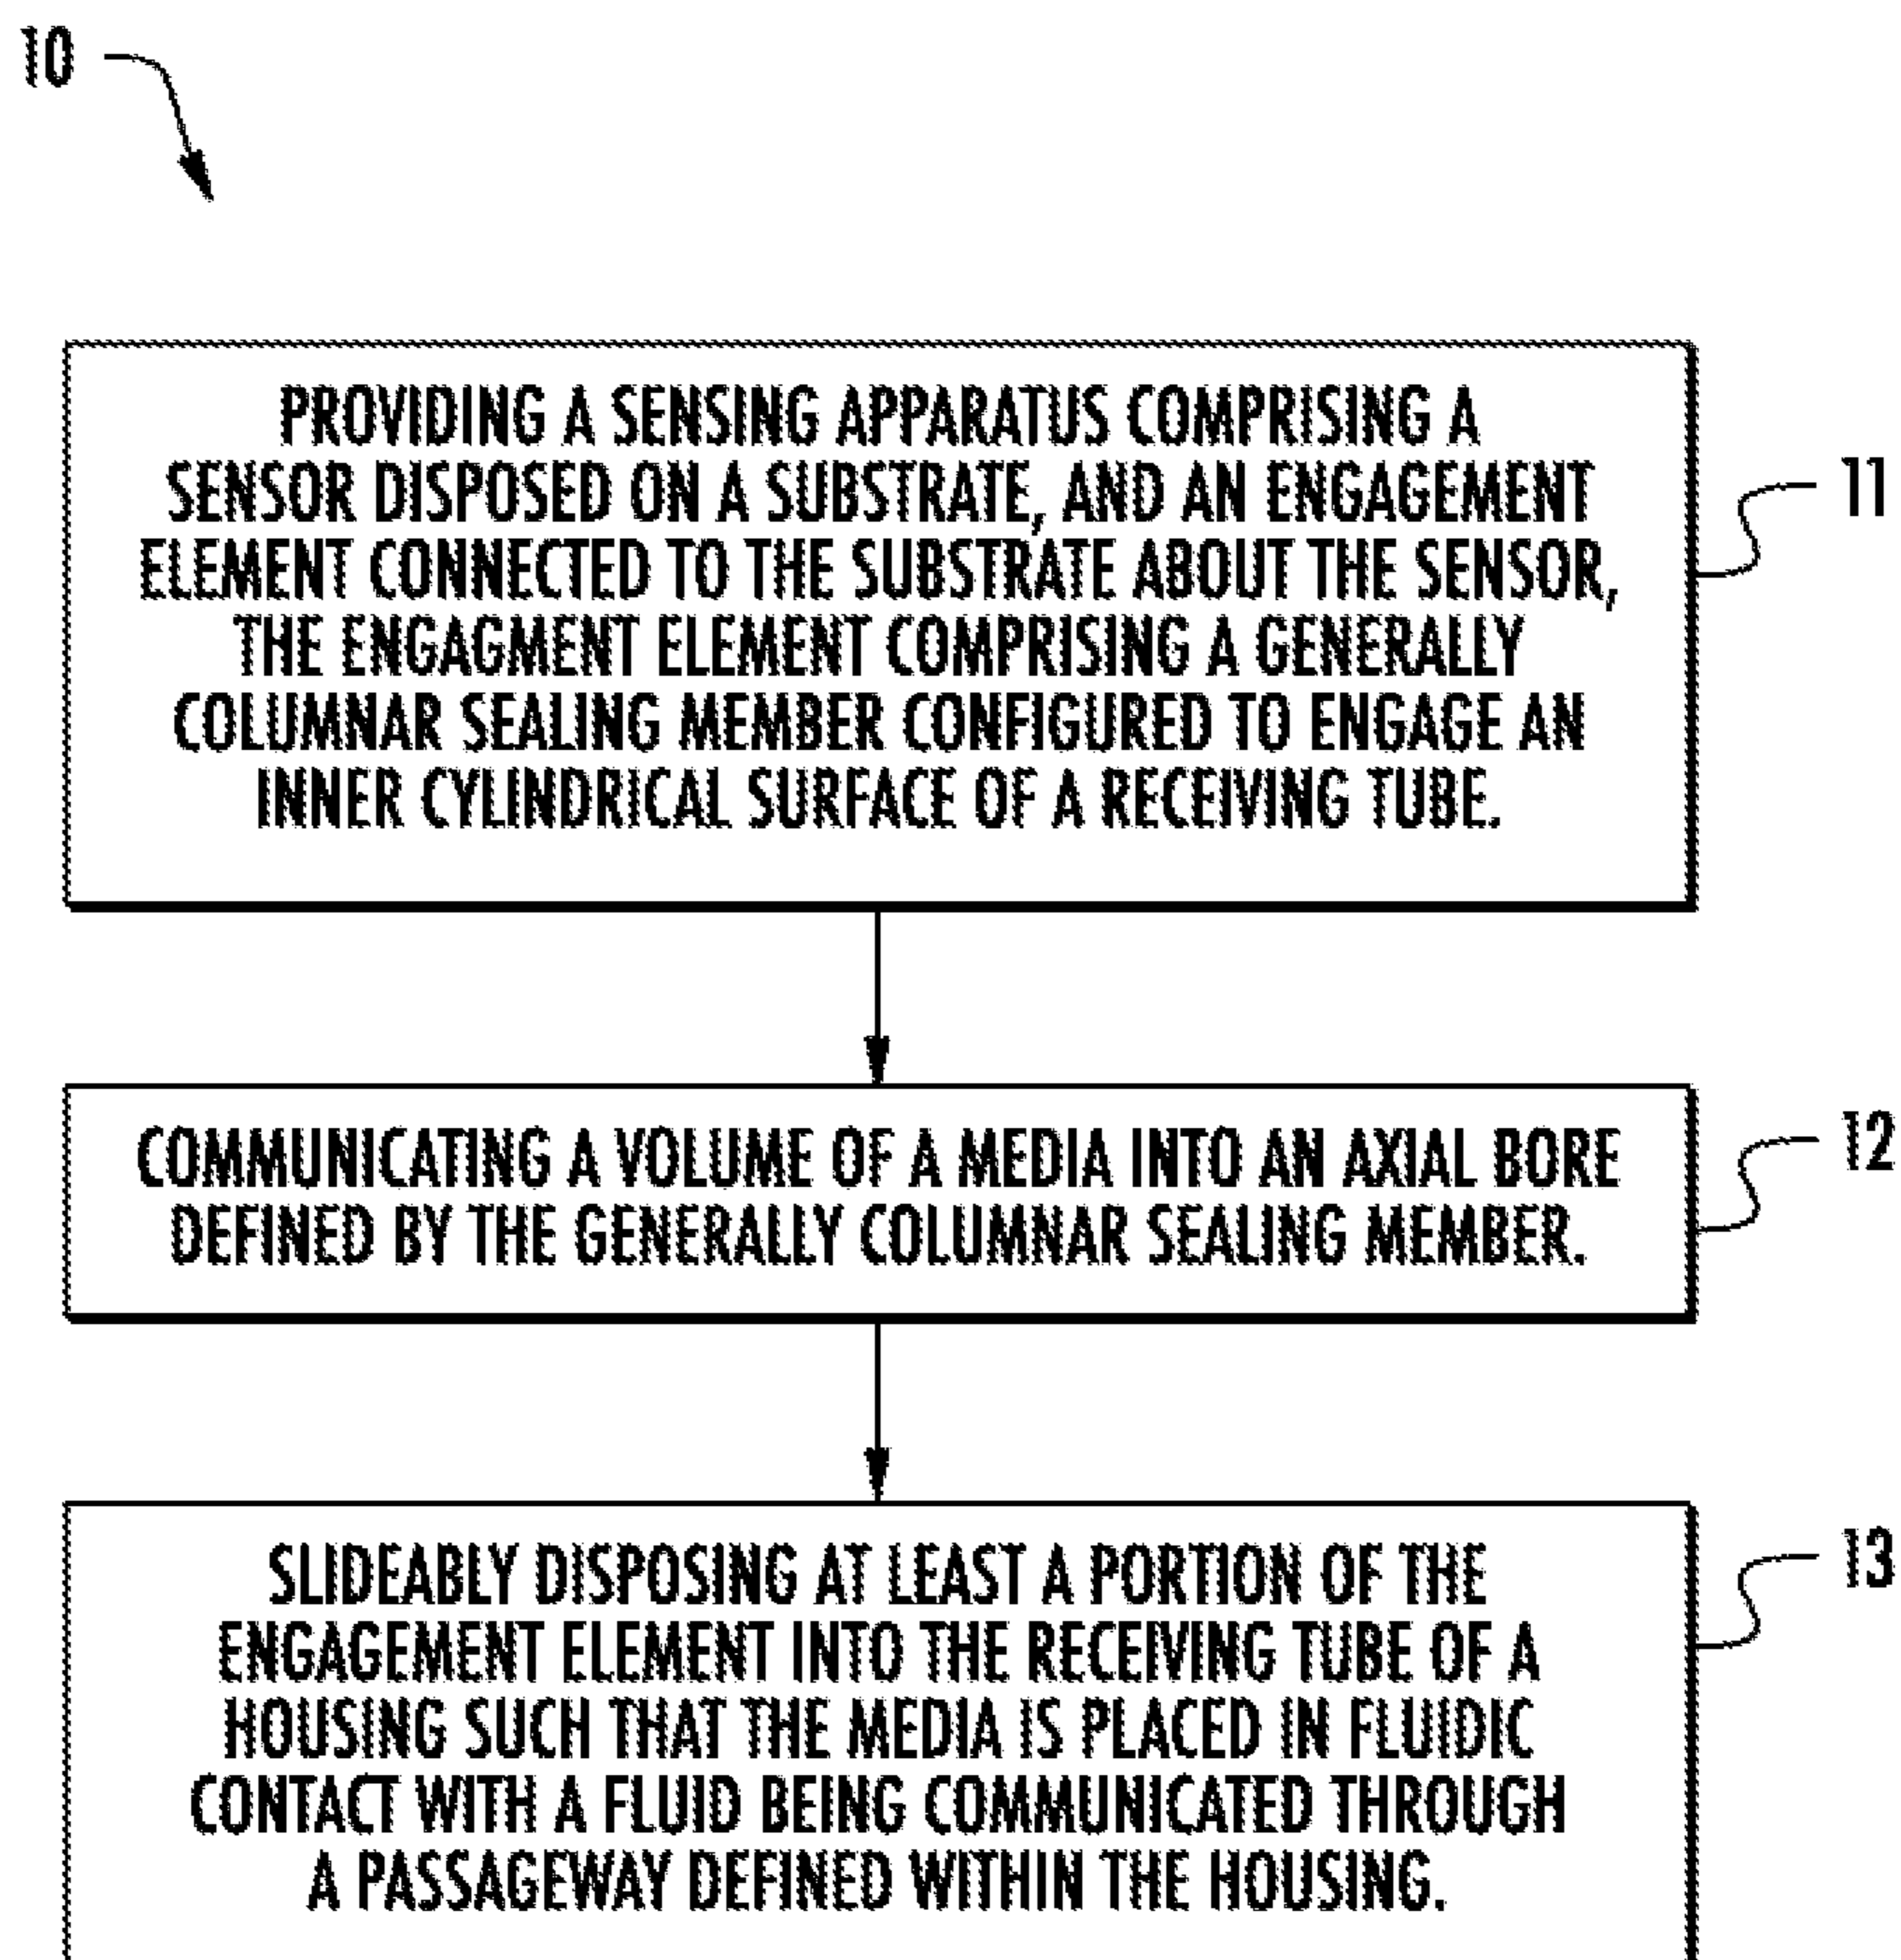 10
PROVIDING A SENSING APPARATUS COMPRISING A
SENSOR DISPOSED ON A SUBSTRATE, AND AN ENGAGEMENT
ELEMENT CONNECTED TO THE SUBSTRATE ABOUT THE SENSOR,
THE ENGAGMENT ELEMENT COMPRISING A GENERALLY
COLUMNAR SEALING MEMBER CONFIGURED TO ENGAGE AN
INNER CYLINDRICAL SURFACE OF A RECEIVING TUBE.
11
COMMUNICATING A VOLUME OF A MEDIA INTO AN AXIAL BORE
DEFINED BY THE GENERALLY COLUMNAR SEALING MEMBER.
12
SLIDEABLY DISPOSING AT LEAST A PORTION OF THE
ENGAGEMENT ELEMENT INTO THE RECEIVING TUBE OF A
HOUSING SUCH THAT THE MEDIA IS PLACED IN FLUIDIC
CONTACT WITH A FLUID BEING COMMUNICATED THROUGH
A PASSAGEWAY DEFINED WITHIN THE HOUSING.
13